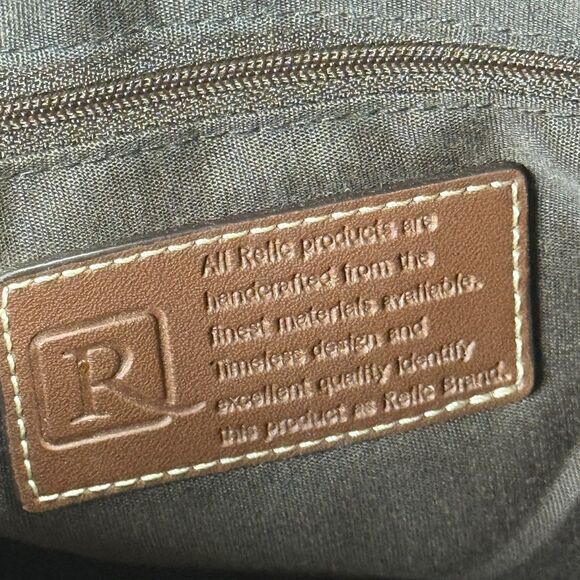 R
All Relic products are
handcrafted from the
finest materials available.
Timeless design and
excellent quality identify
this product as Relic Brand.